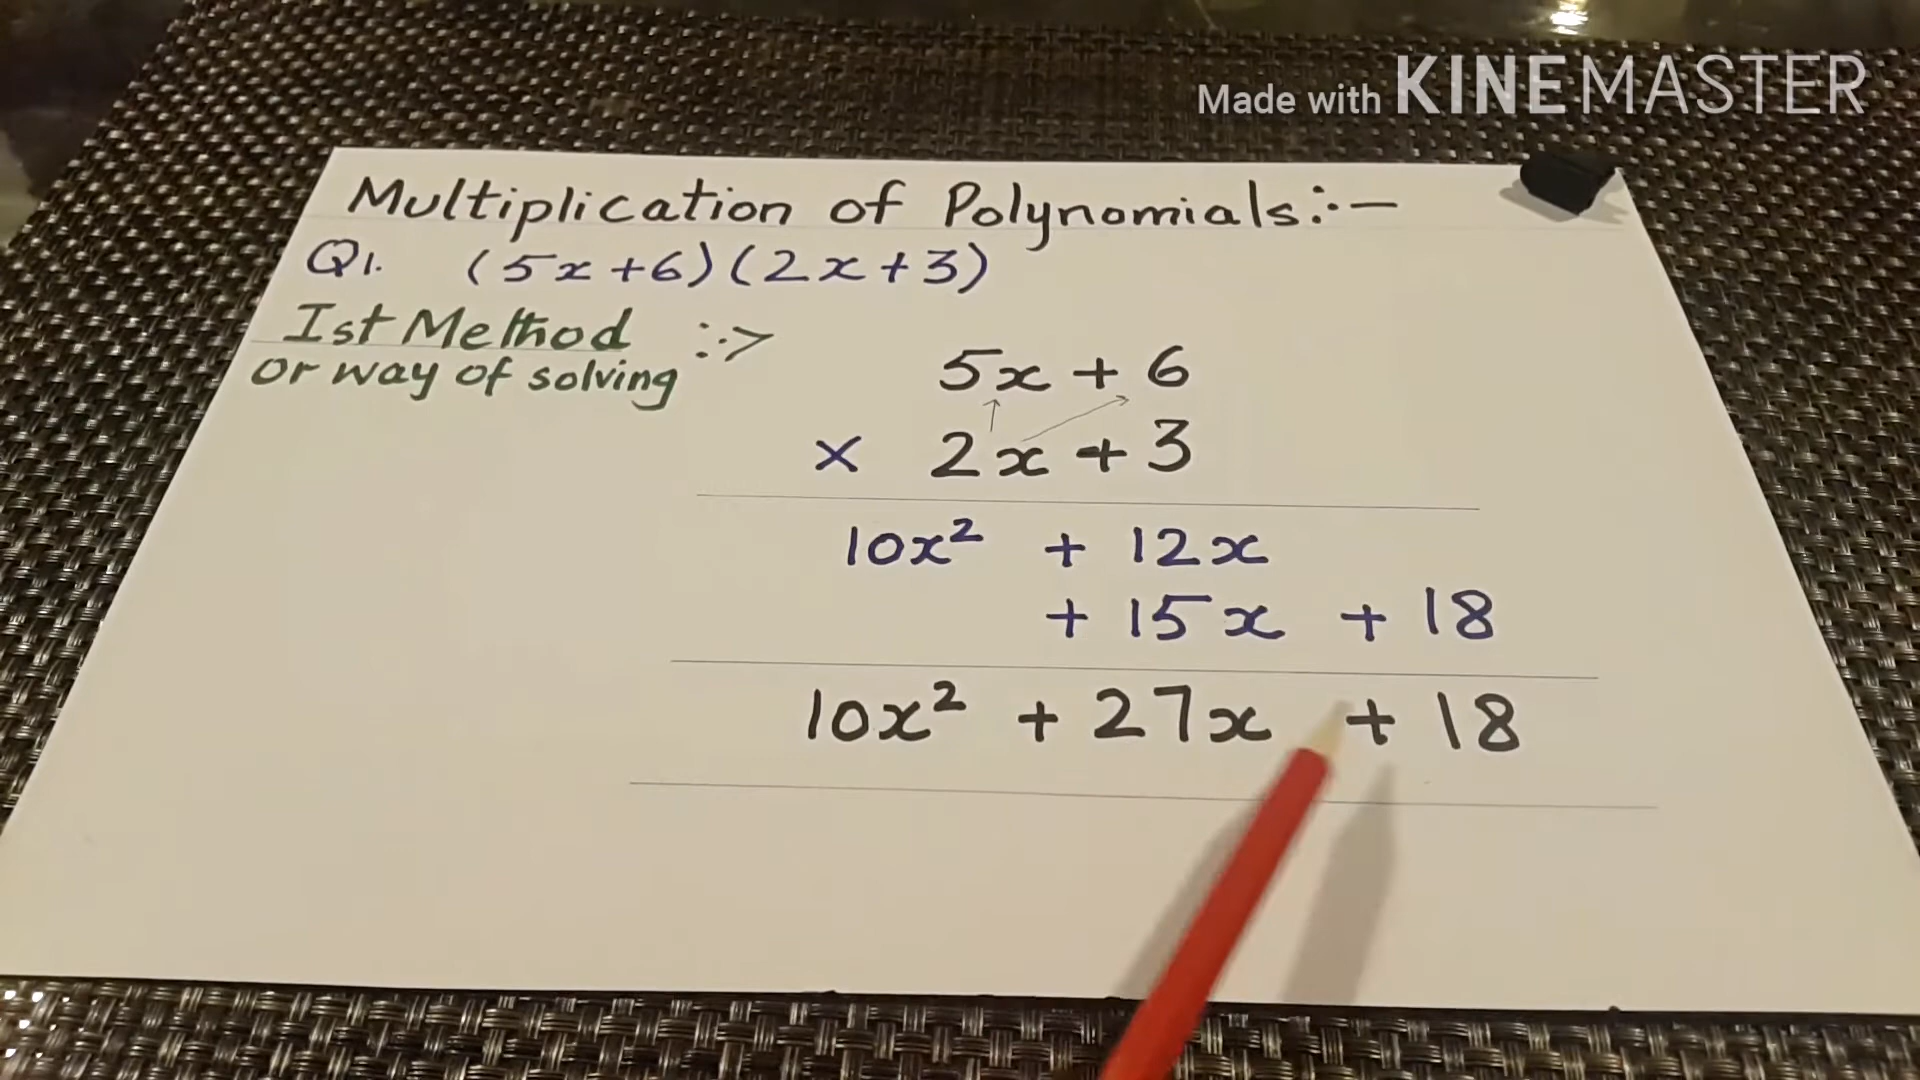 Made with KINEMASTER
Multiplication of Polynomials:-
Q1. (5x+6)(2x+3)
Ist Method :->
or way of solving
5x + 6
× 2x + 3
10x² + 12x
+ 15x + 18
10x² + 27x + 18